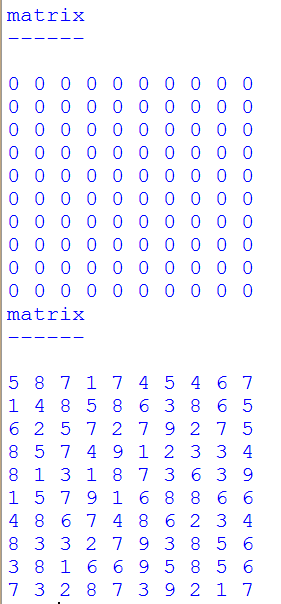 matrix
------
0 0 0 0 0 0 0 0 0 0
0 0 0 0 0 0 0 0 0 0
0 0 0 0 0 0 0 0 0 0
0 0 0 0 0 0 0 0 0 0
0 0 0 0 0 0 0 0 0 0
0 0 0 0 0 0 0 0 0 0
0 0 0 0 0 0 0 0 0 0
0 0 0 0 0 0 0 0 0 0
0 0 0 0 0 0 0 0 0 0
0 0 0 0 0 0 0 0 0 0
matrix
------
5 8 7 1 7 4 5 4 6 7
1 4 8 5 8 6 3 8 6 5
6 2 5 7 2 7 9 2 7 5
8 5 7 4 9 1 2 3 3 4
8 1 3 1 8 7 3 6 3 9
1 5 7 9 1 6 8 8 6 6
4 8 6 7 4 8 6 2 3 4
8 3 3 2 7 9 3 8 5 6
3 8 1 6 6 9 5 8 5 6
7 3 2 8 7 3 9 2 1 7